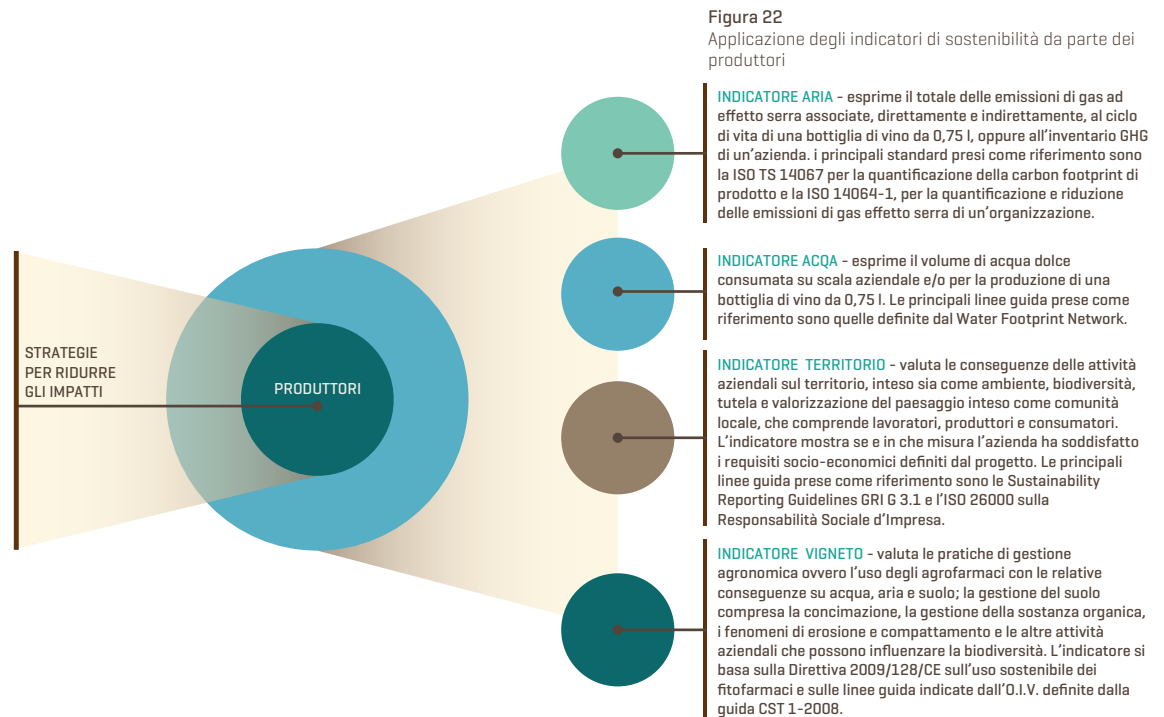 Figura 22
Applicazione degli indicatori di sostenibilità da parte dei
produttori
STRATEGIE
PER RIDURRE
GLI IMPATTI
PRODUTTORI
INDICATORE ARIA - esprime il totale delle emissioni di gas ad
effetto serra associate, direttamente e indirettamente, al ciclo
di vita di una bottiglia di vino da 0,75 l, oppure all'inventario GHG
di un'azienda. i principali standard presi come riferimento sono
la ISO TS 14067 per la quantificazione della carbon footprint di
prodotto e la ISO 14064-1, per la quantificazione e riduzione
delle emissioni di gas effetto serra di un'organizzazione.
INDICATORE ACQA - esprime il volume di acqua dolce
consumata su scala aziendale e/o per la produzione di una
bottiglia di vino da 0,75 l. Le principali linee guida prese come
riferimento sono quelle definite dal Water Footprint Network.
INDICATORE TERRITORIO - valuta le conseguenze delle attività
aziendali sul territorio, inteso sia come ambiente, biodiversità,
tutela e valorizzazione del paesaggio inteso come comunità
locale, che comprende lavoratori, produttori e consumatori.
L'indicatore mostra se e in che misura l'azienda ha soddisfatto
i requisiti socio-economici definiti dal progetto. Le principali
linee guida prese come riferimento sono le Sustainability
Reporting Guidelines GRI G 3.1 e l'ISO 26000 sulla
Responsabilità Sociale d'Impresa.
INDICATORE VIGNETO - valuta le pratiche di gestione
agronomica ovvero l'uso degli agrofarmaci con le relative
conseguenze su acqua, aria e suolo; la gestione del suolo
compresa la concimazione, la gestione della sostanza organica,
i fenomeni di erosione e compattamento e le altre attività
aziendali che possono influenzare la biodiversità. L'indicatore si
basa sulla Direttiva 2009/128/CE sull'uso sostenibile dei
fitofarmaci e sulle linee guida indicate dall'O.I.V. definite dalla
guida CST 1-2008.